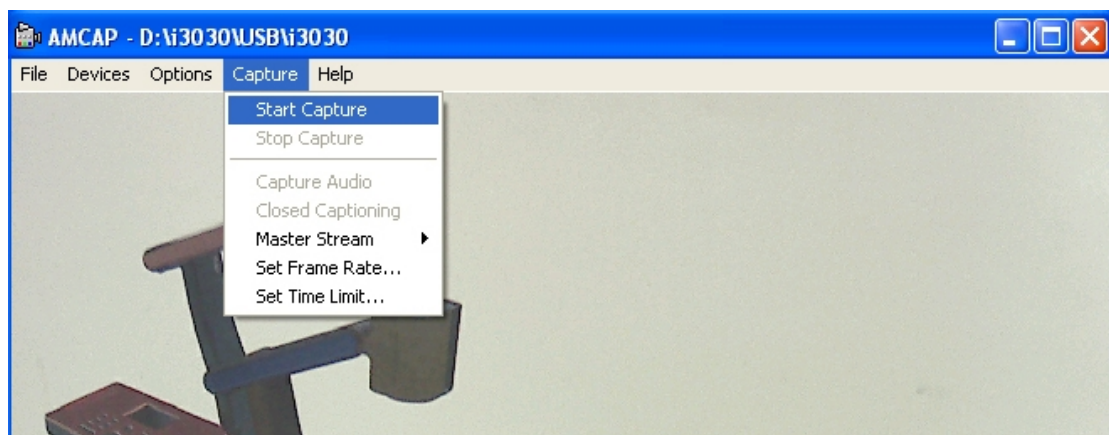 AMCAP - D:\i3030\USB\i3030
File Devices Options Capture Help
Start Capture
Stop Capture
Capture Audio
Closed Captioning
Master Stream
Set Frame Rate...
Set Time Limit...